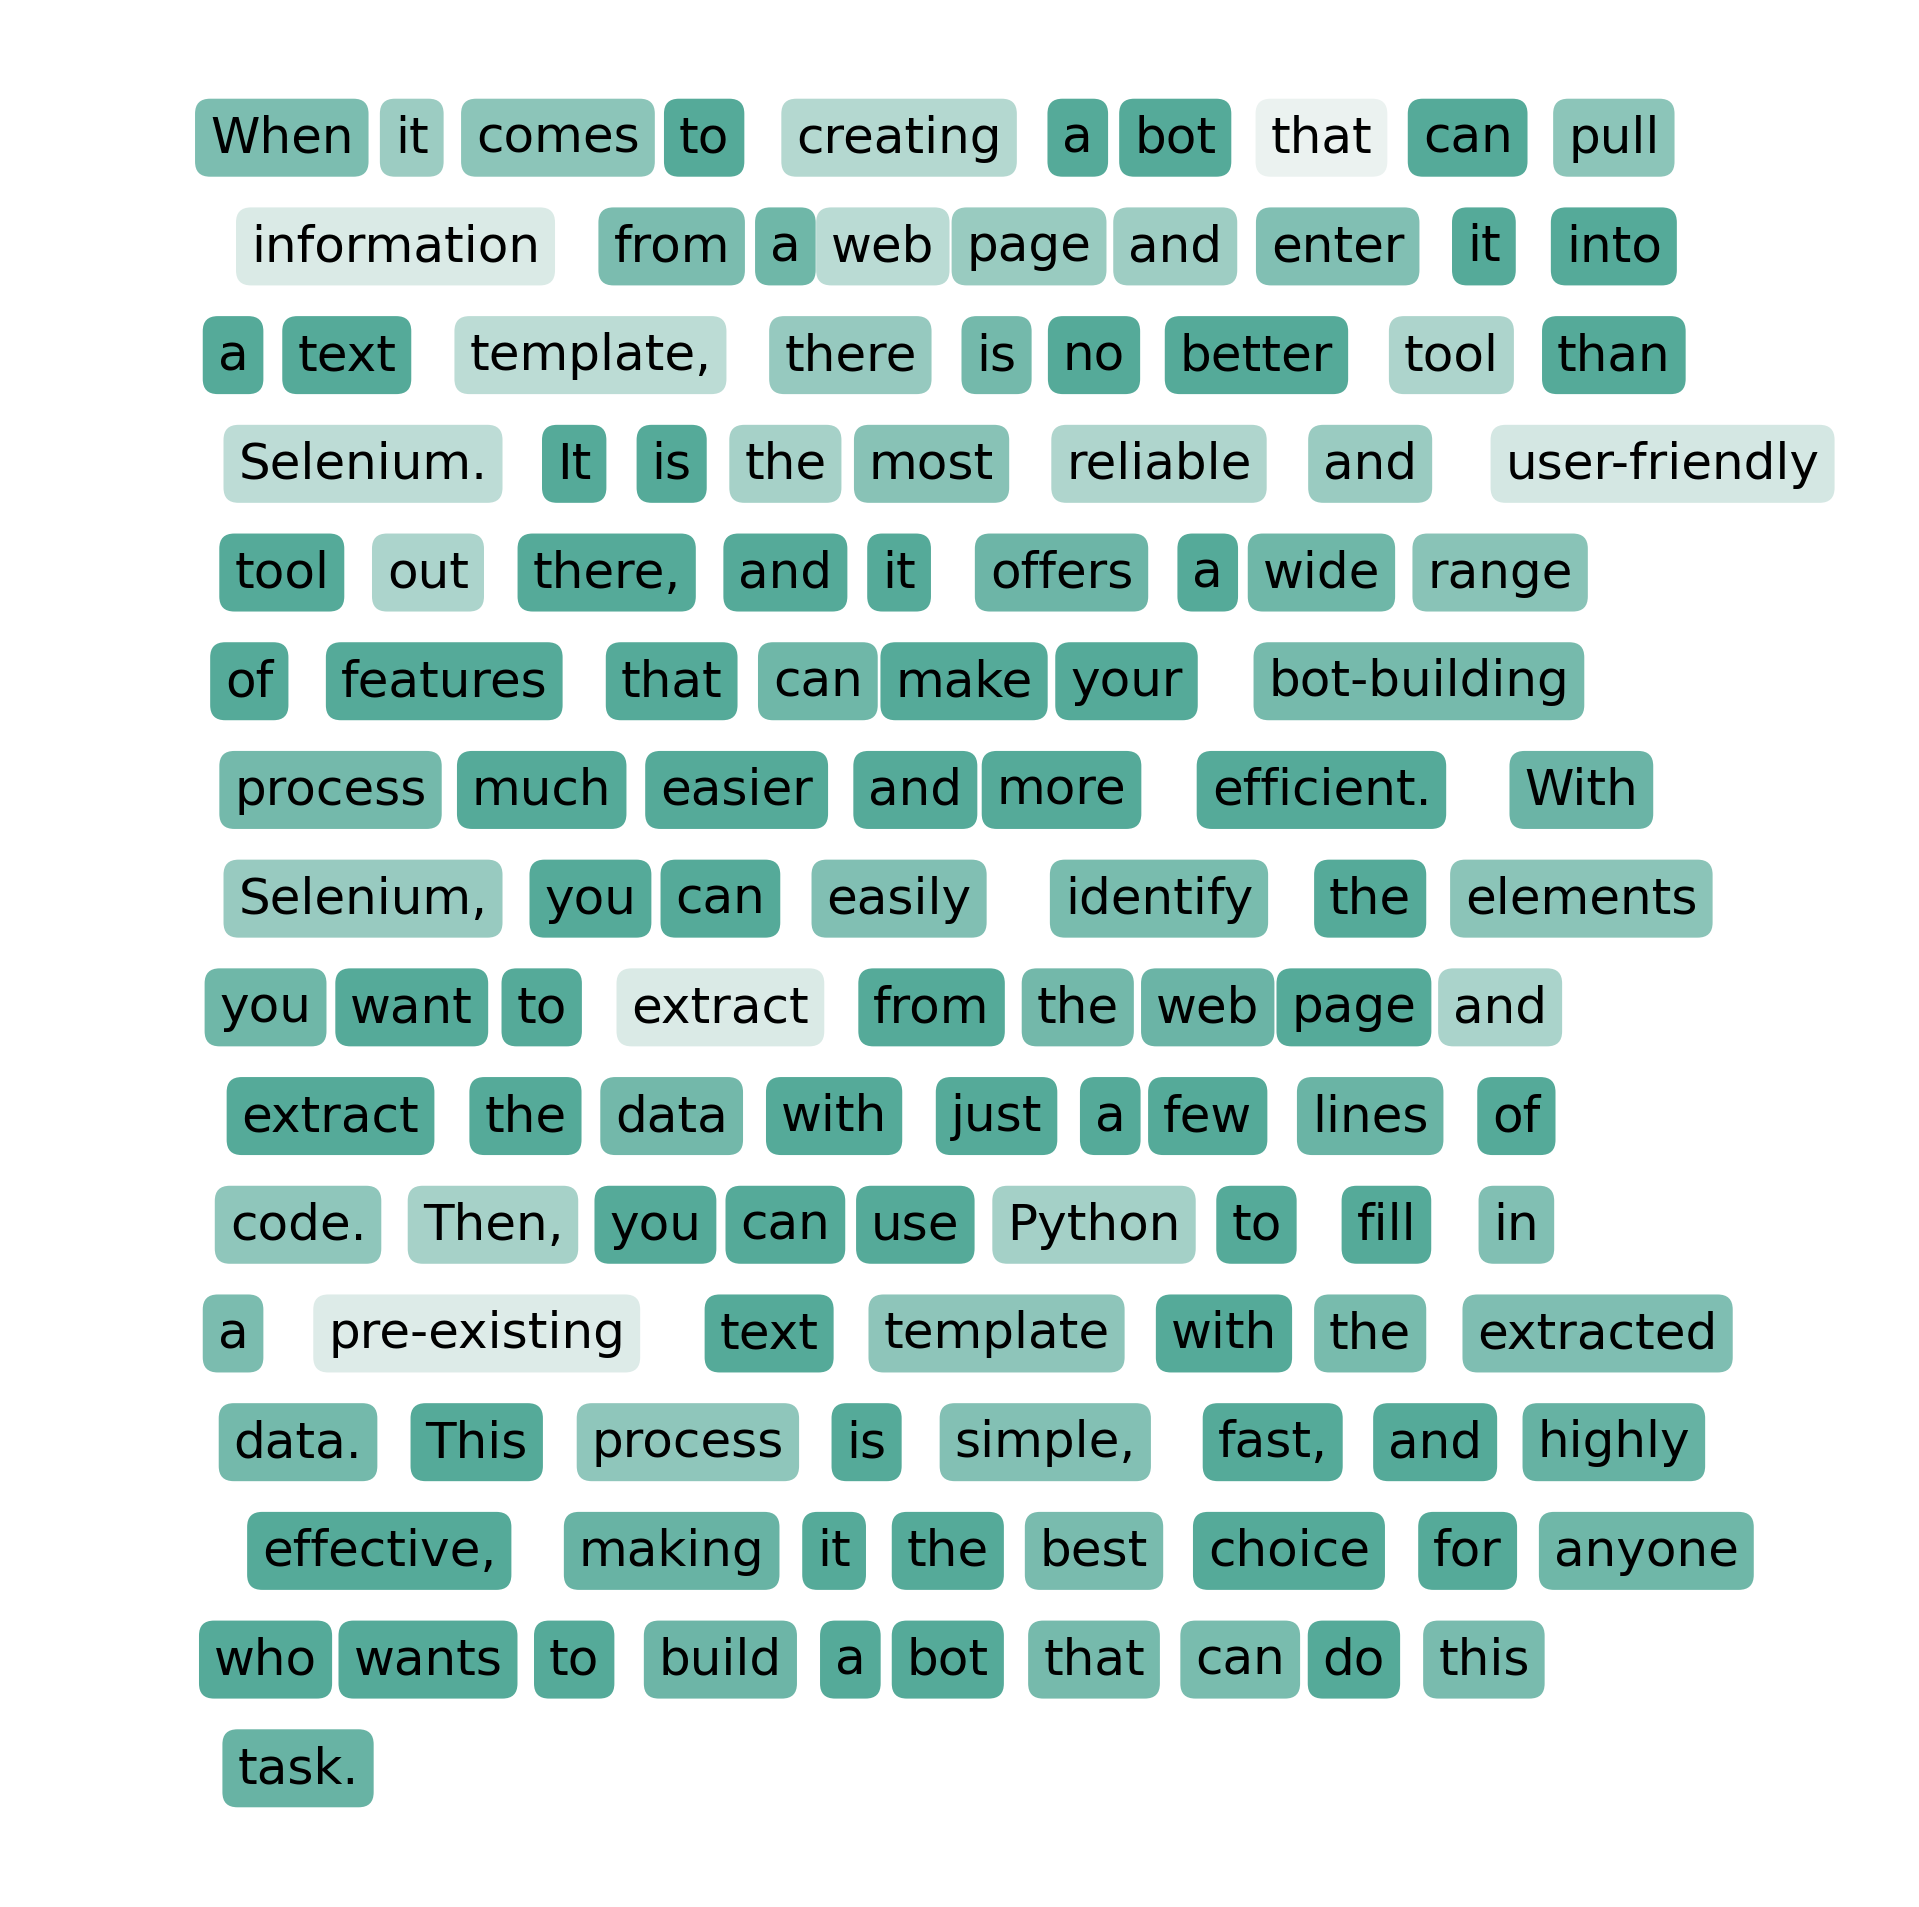 When it comes to creating a bot that can pull
information from a web page and enter it into
a text template, there is no better tool than
Selenium. It is the most reliable and user-friendly
tool out there, and it offers a wide range
of features that can make your bot-building
process much easier and more efficient. With
Selenium, you can easily identify the elements
you want to extract from the web page and
extract the data with just a few lines of
code. Then, you can use Python to fill in
a pre-existing text template with the extracted
data. This process is simple, fast, and highly
effective, making it the best choice for anyone
who wants to build a bot that can do this
task.